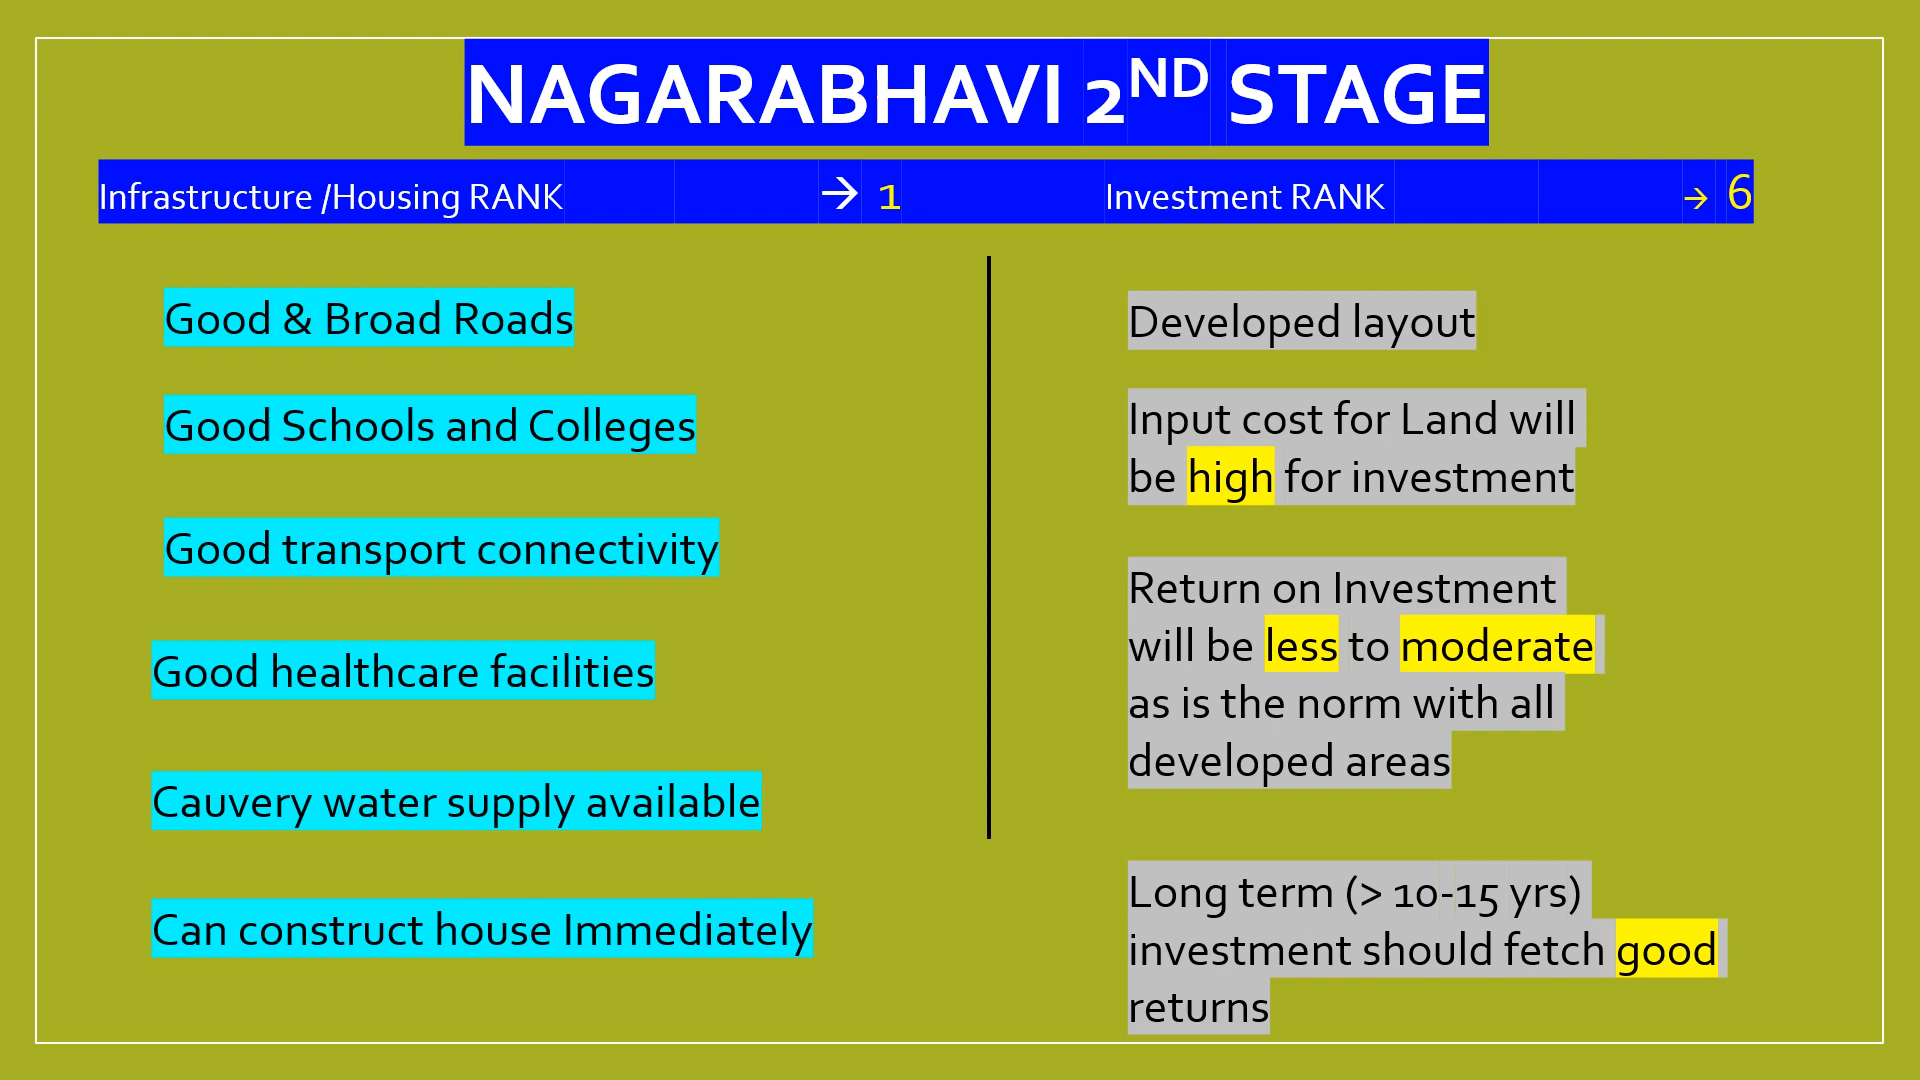 NAGARABHAVI 2ND STAGE
Infrastructure /Housing RANK → 1 Investment RANK → 6
Good & Broad Roads
Good Schools and Colleges
Good transport connectivity
Good healthcare facilities
Cauvery water supply available
Can construct house Immediately
Developed layout
Input cost for Land will
be high for investment
Return on Investment
will be less to moderate
as is the norm with all
developed areas
Long term (> 10-15 yrs)
investment should fetch good
returns